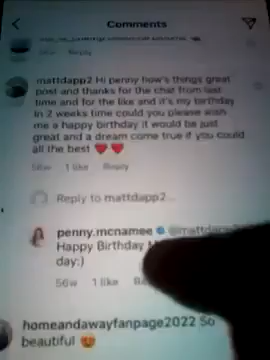 Comments
Reply
mattdapp2 Hi penny how's things great
post and thanks for the chat from last
time and for the like and it's my birthday
in 2 weeks time could you please wish
me a happy birthday it would be just
great and a dream come true if you could
all the best ❤️❤️
1 like Reply
Reply to mattdapp2...
penny.mcnamee @mattdapp
Happy Birthday
day:)
56w 1 like Re
homeandawayfanpage2022 So
beautiful 😍